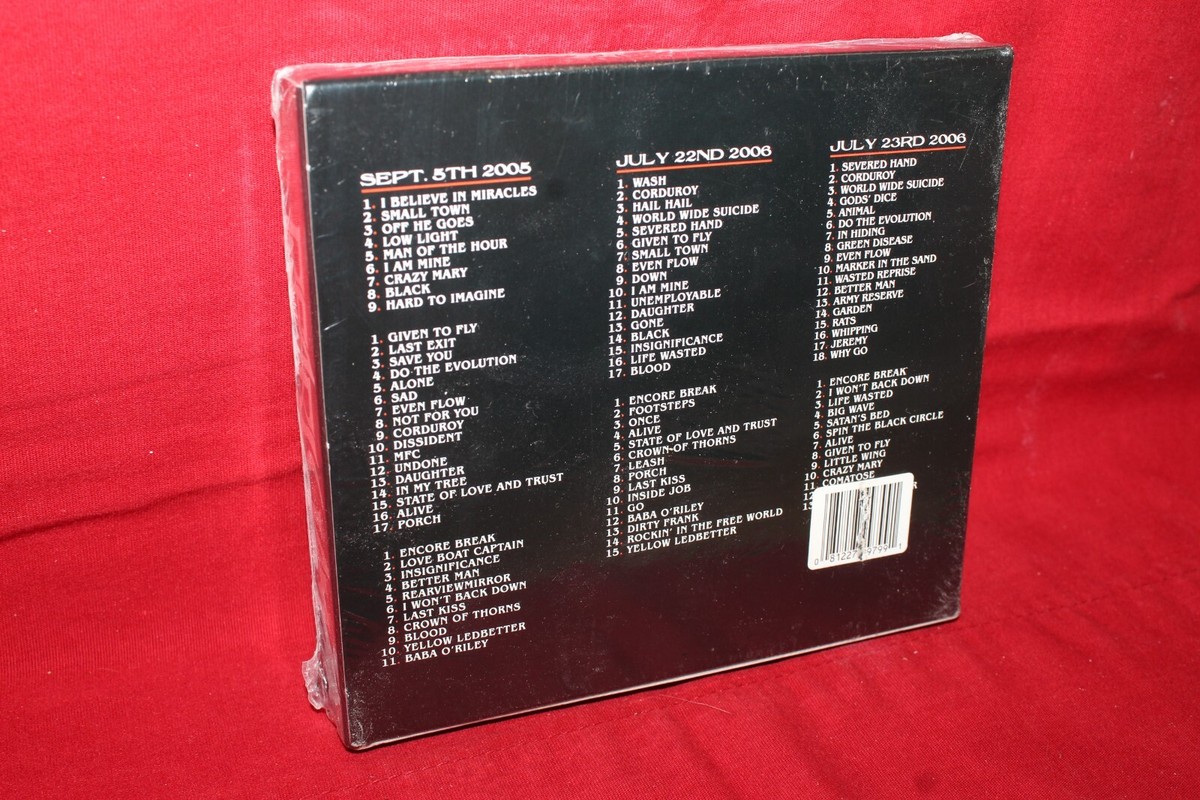 SEPT. 5TH 2005
1. I BELIEVE IN MIRACLES
2. SMALL TOWN
3. OFF HE GOES
4. LOW LIGHT
5. MAN OF THE HOUR
6. I AM MINE
7. CRAZY MARY
8. BLACK
9. HARD TO IMAGINE
1. GIVEN TO FLY
2. LAST EXIT
3. SAVE YOU
4. DO THE EVOLUTION
5. ALONE
6. SAD
7. EVEN FLOW
8. NOT FOR YOU
9. CORDUROY
10. DISSIDENT
11. MFC
12. UNDONE
13. DAUGHTER
14. IN MY TREE
15. STATE OF LOVE AND TRUST
16. ALIVE
17. PORCH
1. ENCORE BREAK
2. LOVE BOAT CAPTAIN
3. INSIGNIFICANCE
4. BETTER MAN
5. REARVIEWMIRROR
6. I WON'T BACK DOWN
7. LAST KISS
8. CROWN OF THORNS
9. BLOOD
10. YELLOW LEDBETTER
11. BABA O'RILEY
JULY 22ND 2006
1. WASH
2. CORDUROY
3. HAIL HAIL
4. WORLD WIDE SUICIDE
5. SEVERED HAND
6. GIVEN TO FLY
7. SMALL TOWN
8. EVEN FLOW
9. DOWN
10. I AM MINE
11. UNEMPLOYABLE
12. DAUGHTER
13. GONE
14. BLACK
15. INSIGNIFICANCE
16. LIFE WASTED
17. BLOOD
1. ENCORE BREAK
2. FOOTSTEPS
3. ONCE
4. ALIVE
5. STATE OF LOVE AND TRUST
6. CROWN OF THORNS
7. LEASH
8. PORCH
9. LAST KISS
10. INSIDE JOB
11. GO
12. BABA O'RILEY
13. DIRTY FRANK
14. ROCKIN' IN THE FREE WORLD
15. YELLOW LEDBETTER
JULY 23RD 2006
1. SEVERED HAND
2. CORDUROY
3. WORLD WIDE SUICIDE
4. GODS' DICE
5. ANIMAL
6. DO THE EVOLUTION
7. IN HIDING
8. GREEN DISEASE
9. EVEN FLOW
10. MARKER IN THE SAND
11. WASTED REPRISE
12. BETTER MAN
13. ARMY RESERVE
14. GARDEN
15. RATS
16. WHIPPING
17. JEREMY
18. WHY GO
1. ENCORE BREAK
2. I WON'T BACK DOWN
3. LIFE WASTED
4. BIG WAVE
5. SATAN'S BED
6. SPIN THE BLACK CIRCLE
7. ALIVE
8. GIVEN TO FLY
9. LITTLE WING
10. CRAZY MARY
11. COMATOSE